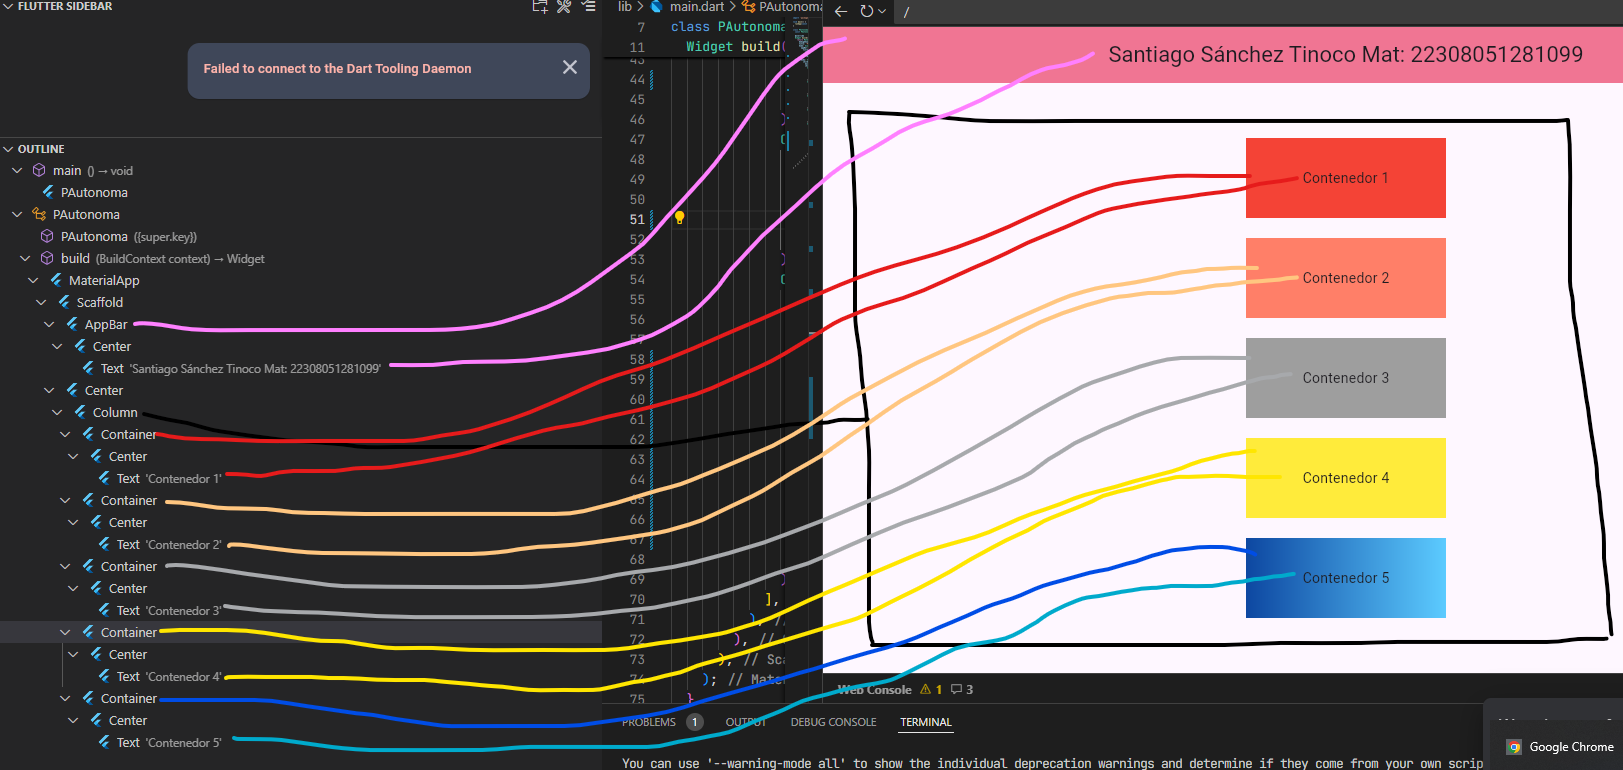 FLUTTER SIDEBAR
Failed to connect to the Dart Tooling Daemon
OUTLINE
main () → void
PAutonoma
PAutonoma
PAutonoma ({super.key})
build (BuildContext context) → Widget
MaterialApp
Scaffold
AppBar
Center
Text 'Santiago Sánchez Tinoco Mat: 22308051281099'
Center
Column
Container
Center
Text 'Contenedor 1'
Container
Center
Text 'Contenedor 2'
Container
Center
Text 'Contenedor 3'
Container
Center
Text 'Contenedor 4'
Container
Center
Text 'Contenedor 5'
lib > main.dart > PAutonoma
7 class PAutonoma
11 Widget build(
43
44
45
46 )
47
48
49
50
51
52
53 )
54
55
56
57
58
59
60
61
62
63
64
65
66
67
68
69 )
70 ],
71 ), //
72 ), //
73 ), // Sca
74 ); // Mate
75 }
/
Santiago Sánchez Tinoco Mat: 22308051281099
Contenedor 1
Contenedor 2
Contenedor 3
Contenedor 4
Contenedor 5
Web Console 1 3
PROBLEMS 1 OUTPUT DEBUG CONSOLE TERMINAL
You can use '--warning-mode all' to show the individual deprecation warnings and determine if they come from your own scrip
Google Chrome